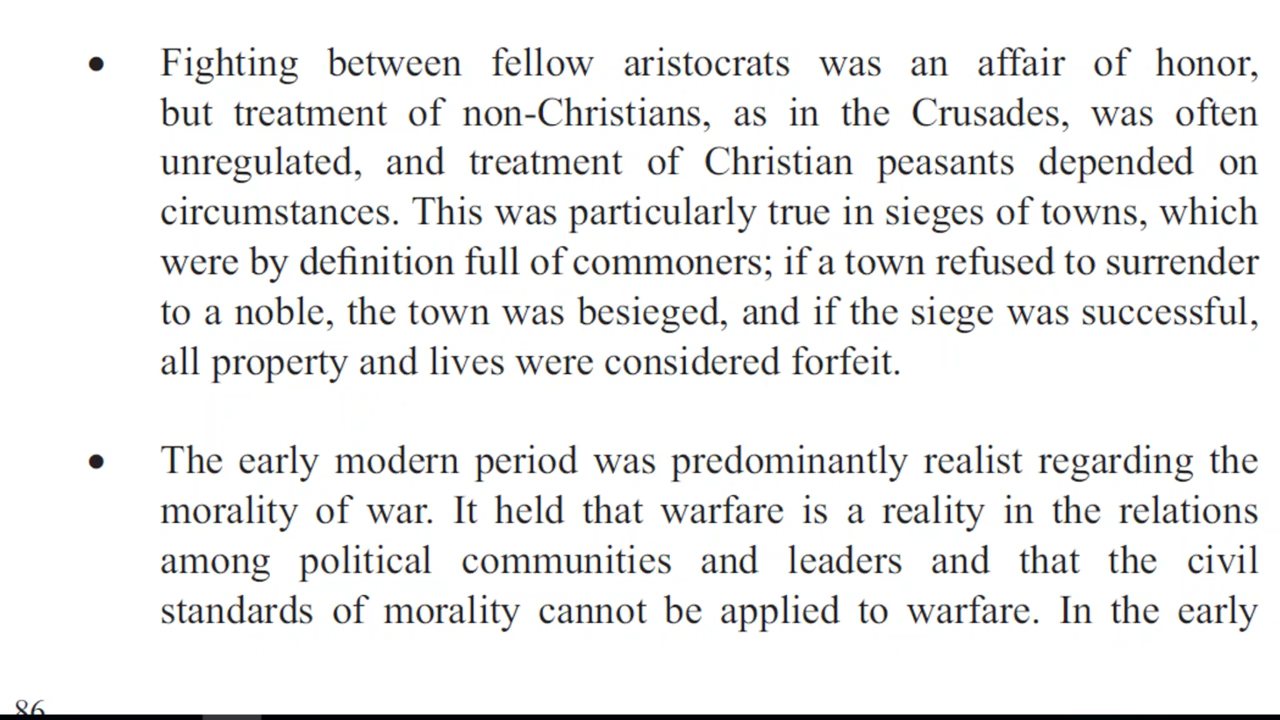 • Fighting between fellow aristocrats was an affair of honor,
but treatment of non-Christians, as in the Crusades, was often
unregulated, and treatment of Christian peasants depended on
circumstances. This was particularly true in sieges of towns, which
were by definition full of commoners; if a town refused to surrender
to a noble, the town was besieged, and if the siege was successful,
all property and lives were considered forfeit.
• The early modern period was predominantly realist regarding the
morality of war. It held that warfare is a reality in the relations
among political communities and leaders and that the civil
standards of morality cannot be applied to warfare. In the early
86